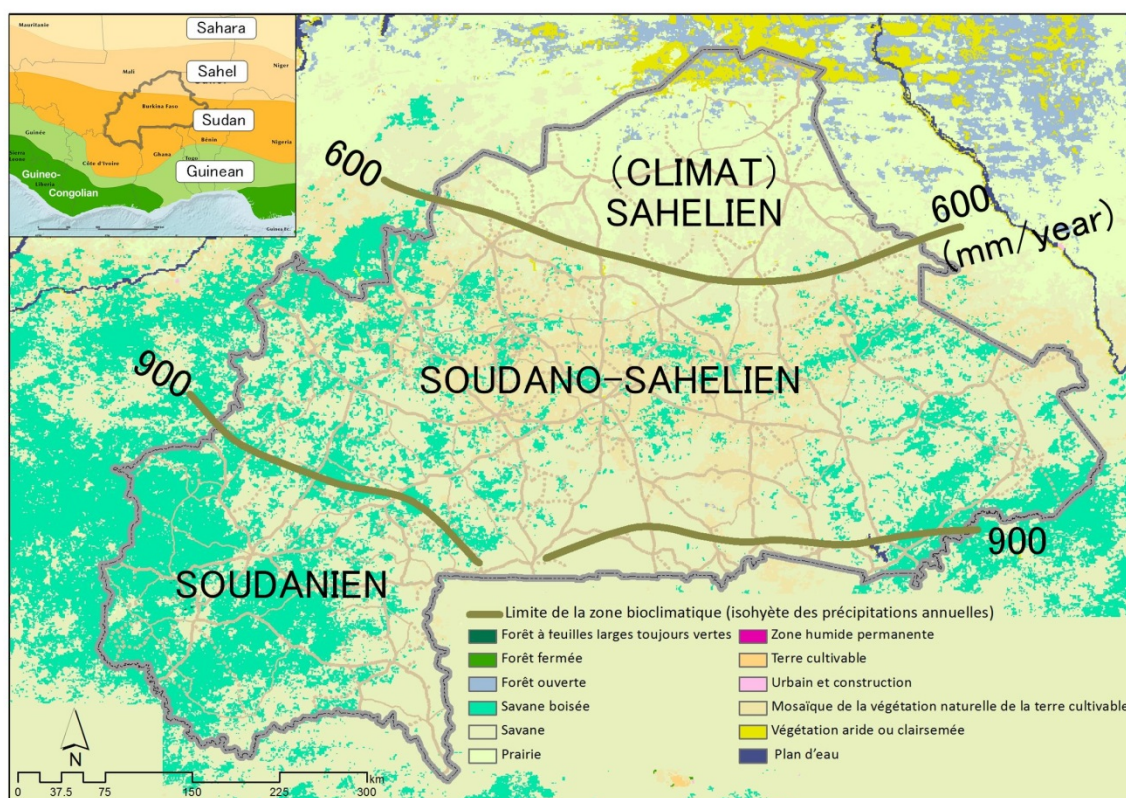 Mauritanie
Sahara
Mali
Niger
Sahel
Burkina Faso
Sudan
Guinée
Bénin
Nigeria
Sierra
Leone
Côte d'Ivoire
Ghana
Togo
Guinean
Guineo-
Congolian
Liberia
600
(CLIMAT)
SAHELIEN
600
(mm/year)
900
SOUDANO-SAHELIEN
900
SOUDANIEN
Limite de la zone bioclimatique (isohyète des précipitations annuelles)
Forêt à feuilles larges toujours vertes
Forêt fermée
Forêt ouverte
Savane boisée
Savane
Prairie
Zone humide permanente
Terre cultivable
Urbain et construction
Mosaïque de la végétation naturelle de la terre cultivable
Végétation aride ou clairsemée
Plan d'eau
N
km
0 37.5 75 150 225 300